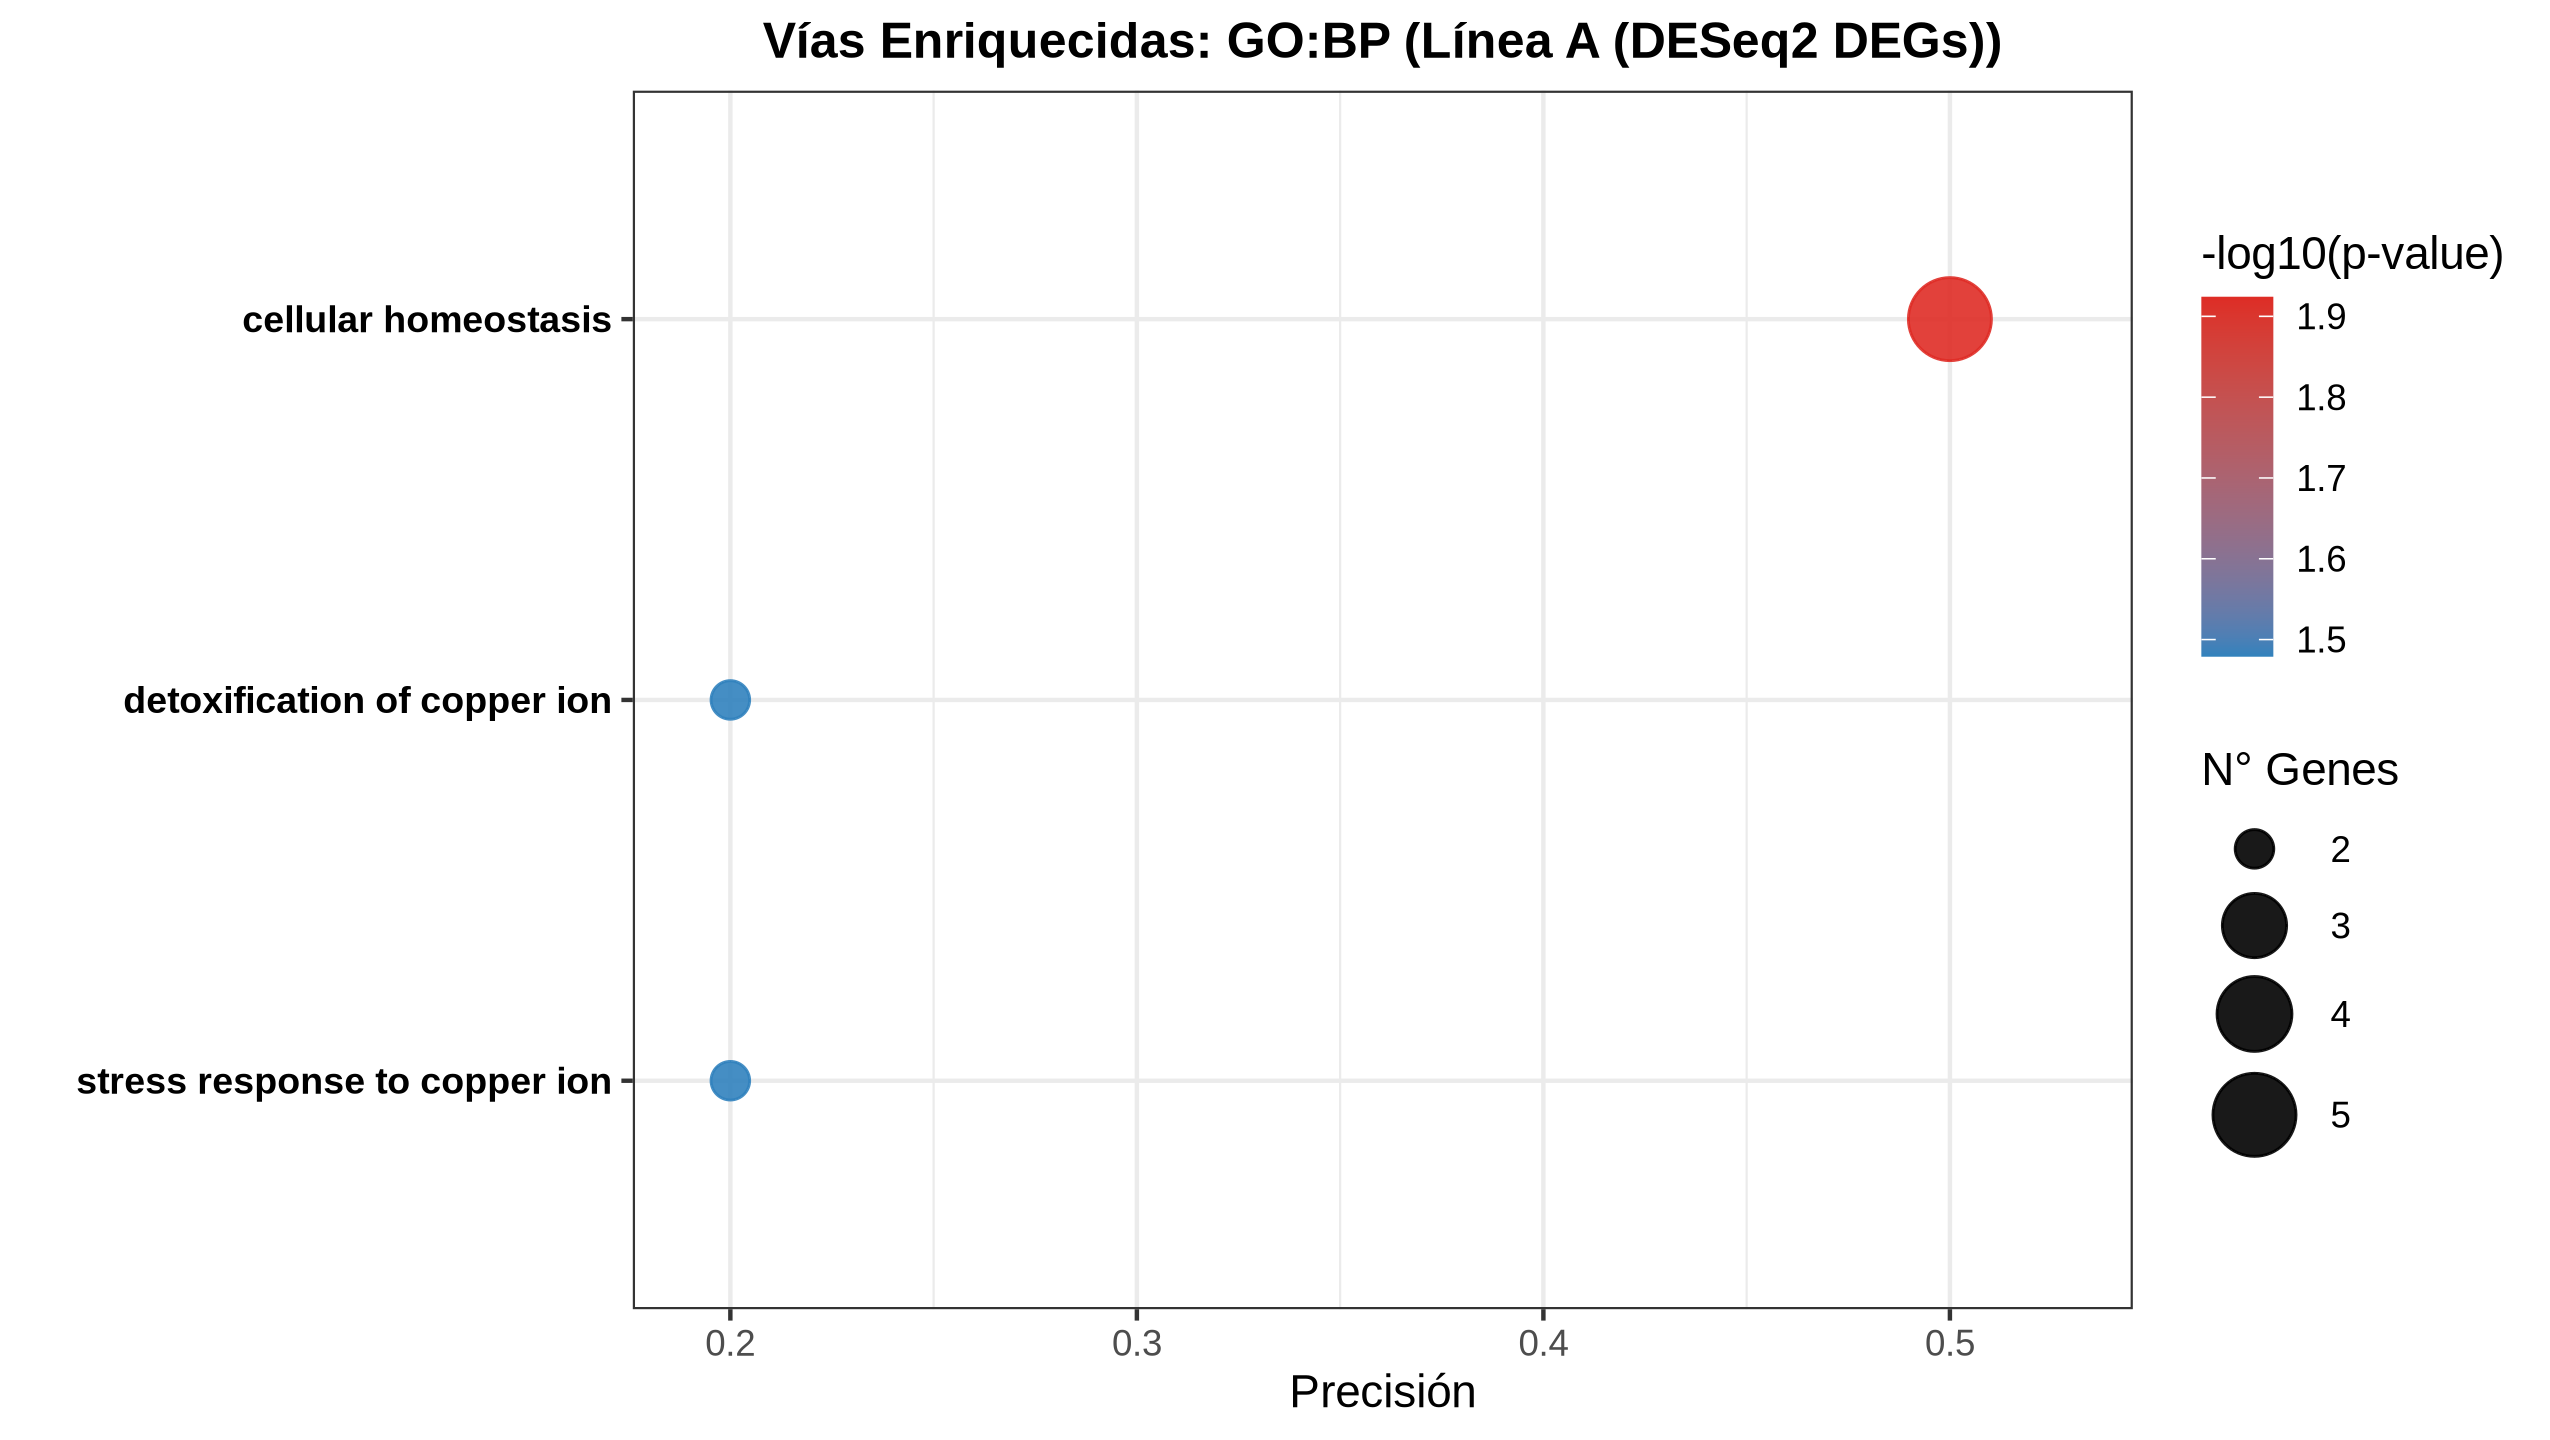 Vías Enriquecidas: GO:BP (Línea A (DESeq2 DEGs))
cellular homeostasis
detoxification of copper ion
stress response to copper ion
0.2
0.3
0.4
0.5
Precisión
-log10(p-value)
1.9
1.8
1.7
1.6
1.5
N° Genes
2
3
4
5